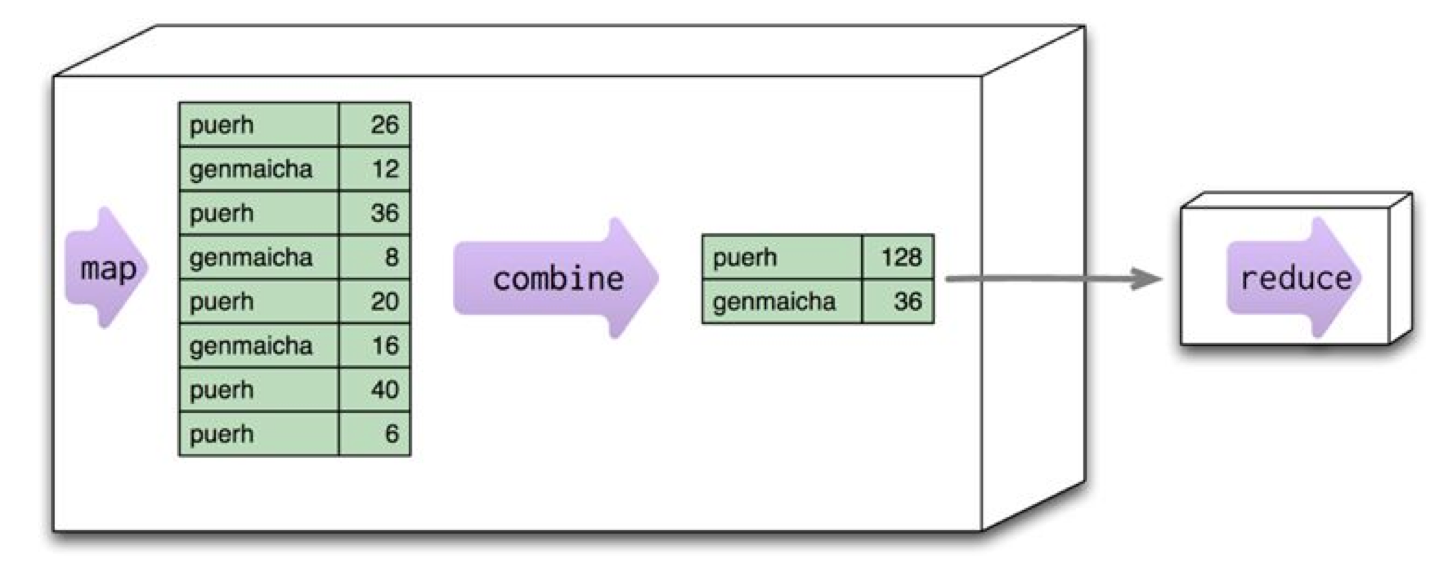 map
puerh 26
genmaicha 12
puerh 36
genmaicha 8
puerh 20
genmaicha 16
puerh 40
puerh 6
combine
puerh 128
genmaicha 36
reduce